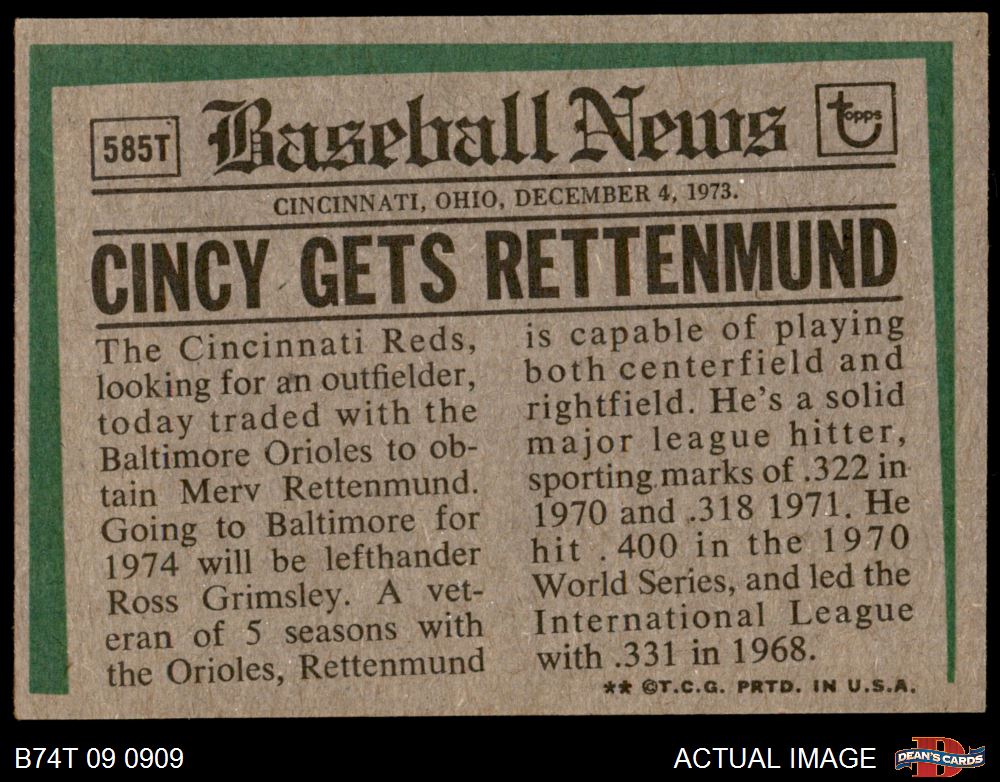 585T
Baseball News
topps
CINCINNATI, OHIO, DECEMBER 4, 1973.
CINCY GETS RETTENMUND
The Cincinnati Reds,
looking for an outfielder,
today traded with the
Baltimore Orioles to ob-
tain Merv Rettenmund.
Going to Baltimore for
1974 will be lefthander
Ross Grimsley. A vet-
eran of 5 seasons with
the Orioles, Rettenmund
is capable of playing
both centerfield and
rightfield. He's a solid
major league hitter,
sporting marks of .322 in
1970 and .318 1971. He
hit .400 in the 1970
World Series, and led the
International League
with .331 in 1968.
** ©T.C.G. PRTD. IN U.S.A.
B74T 09 0909
ACTUAL IMAGE
D
DEAN'S CARDS